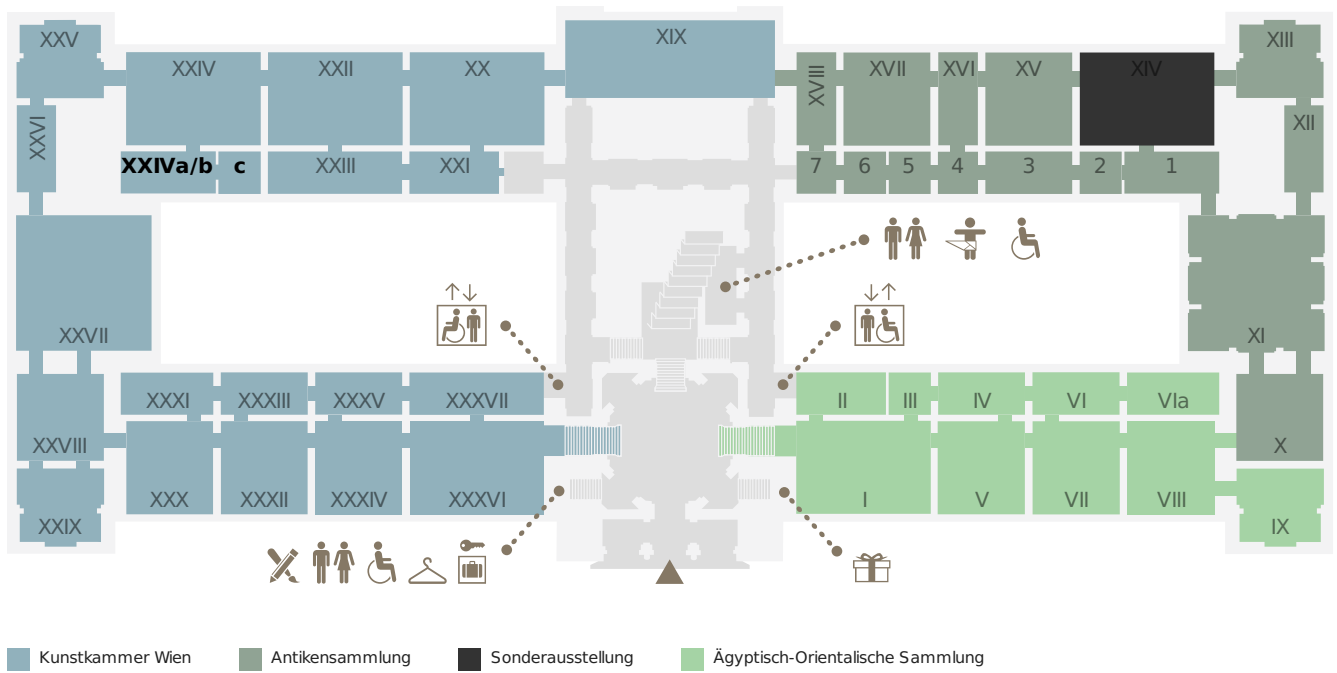 XXV
XIX
XIII
XXIV
XXII
XX
XVIII
XVII
XVI
XV
XIV
XXVI
XII
XXIVa/b
c
XXIII
XXI
7
6
5
4
3
2
1
XXVII
XI
XXXI
XXXIII
XXXV
XXXVII
II
III
IV
VI
VIa
XXVIII
X
XXX
XXXII
XXXIV
XXXVI
I
V
VII
VIII
XXIX
IX
Kunstkammer Wien
Antikensammlung
Sonderausstellung
Ägyptisch-Orientalische Sammlung